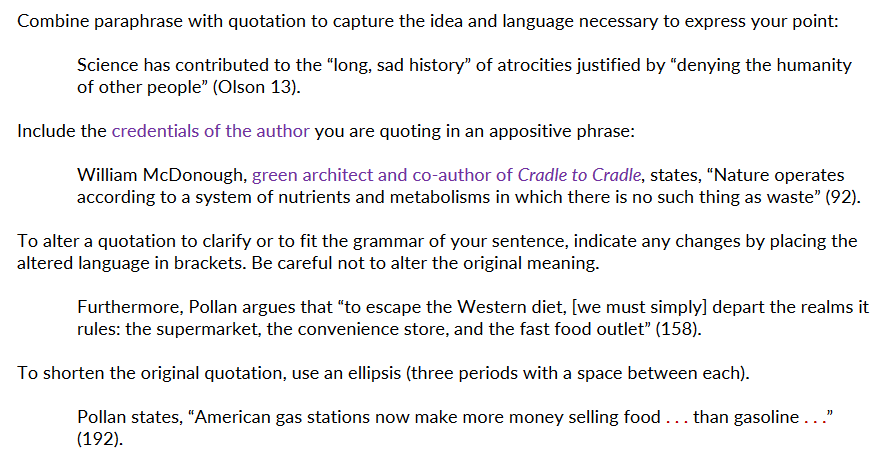 Combine paraphrase with quotation to capture the idea and language necessary to express your point:
Science has contributed to the “long, sad history” of atrocities justified by “denying the humanity
of other people” (Olson 13).
Include the credentials of the author you are quoting in an appositive phrase:
William McDonough, green architect and co-author of Cradle to Cradle, states, “Nature operates
according to a system of nutrients and metabolisms in which there is no such thing as waste” (92).
To alter a quotation to clarify or to fit the grammar of your sentence, indicate any changes by placing the
altered language in brackets. Be careful not to alter the original meaning.
Furthermore, Pollan argues that “to escape the Western diet, [we must simply] depart the realms it
rules: the supermarket, the convenience store, and the fast food outlet” (158).
To shorten the original quotation, use an ellipsis (three periods with a space between each).
Pollan states, “American gas stations now make more money selling food . . . than gasoline . . .”
(192).